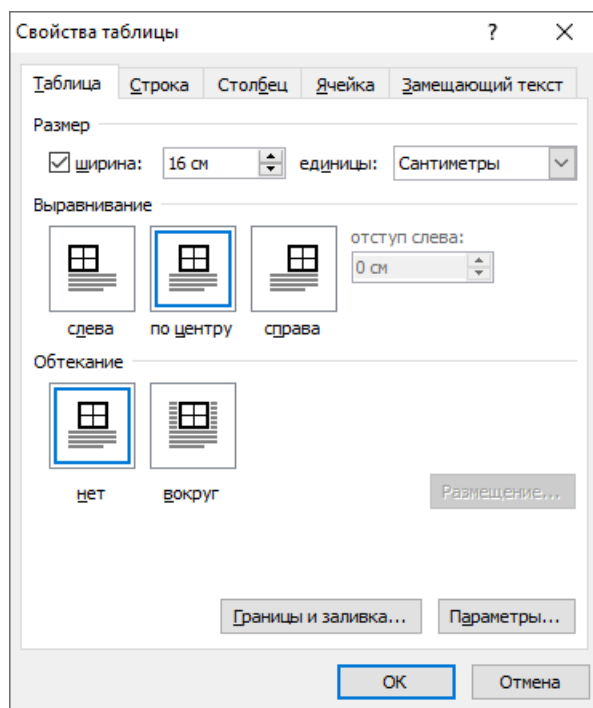 Свойства таблицы ?
Таблица Строка Столбец Ячейка Замещающий текст
Размер
ширина: 16 см единицы: Сантиметры
Выравнивание
отступ слева:
0 см
слева по центру справа
Обтекание
нет вокруг
Размещение...
Границы и заливка... Параметры...
ОК Отмена